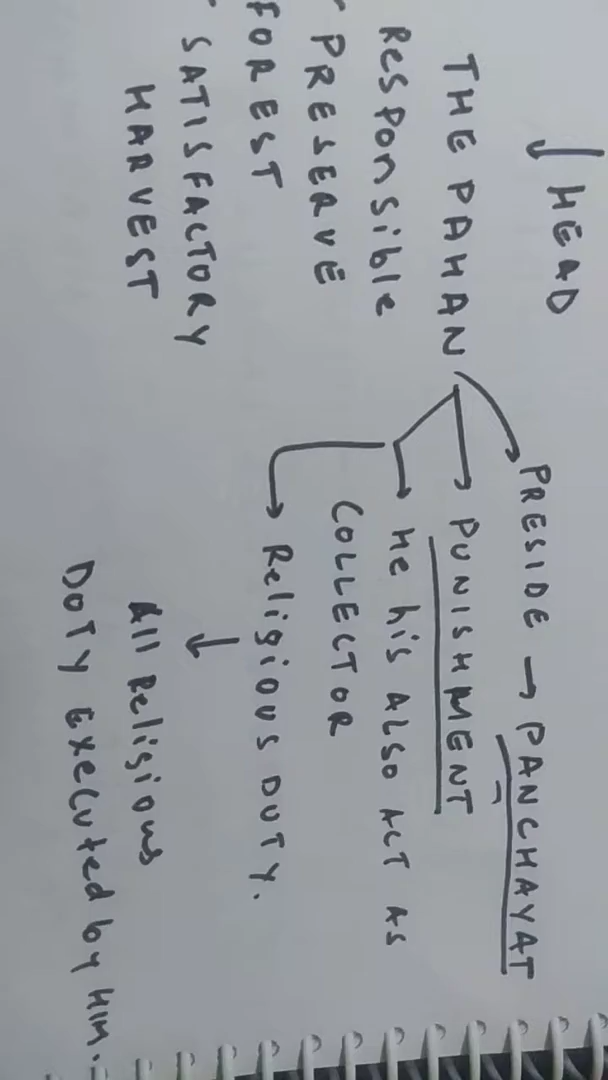 ↓ HEAD
THE PAHAN
Responsible
- PRESERVE
FOREST
- SATISFACTORY
HARVEST
PRESIDE → PANCHAYAT
PUNISHMENT
He his ALSO ACT AS
COLLECTOR
Religious DUTY.
↓
All Religious
DOTY executed by HIM.